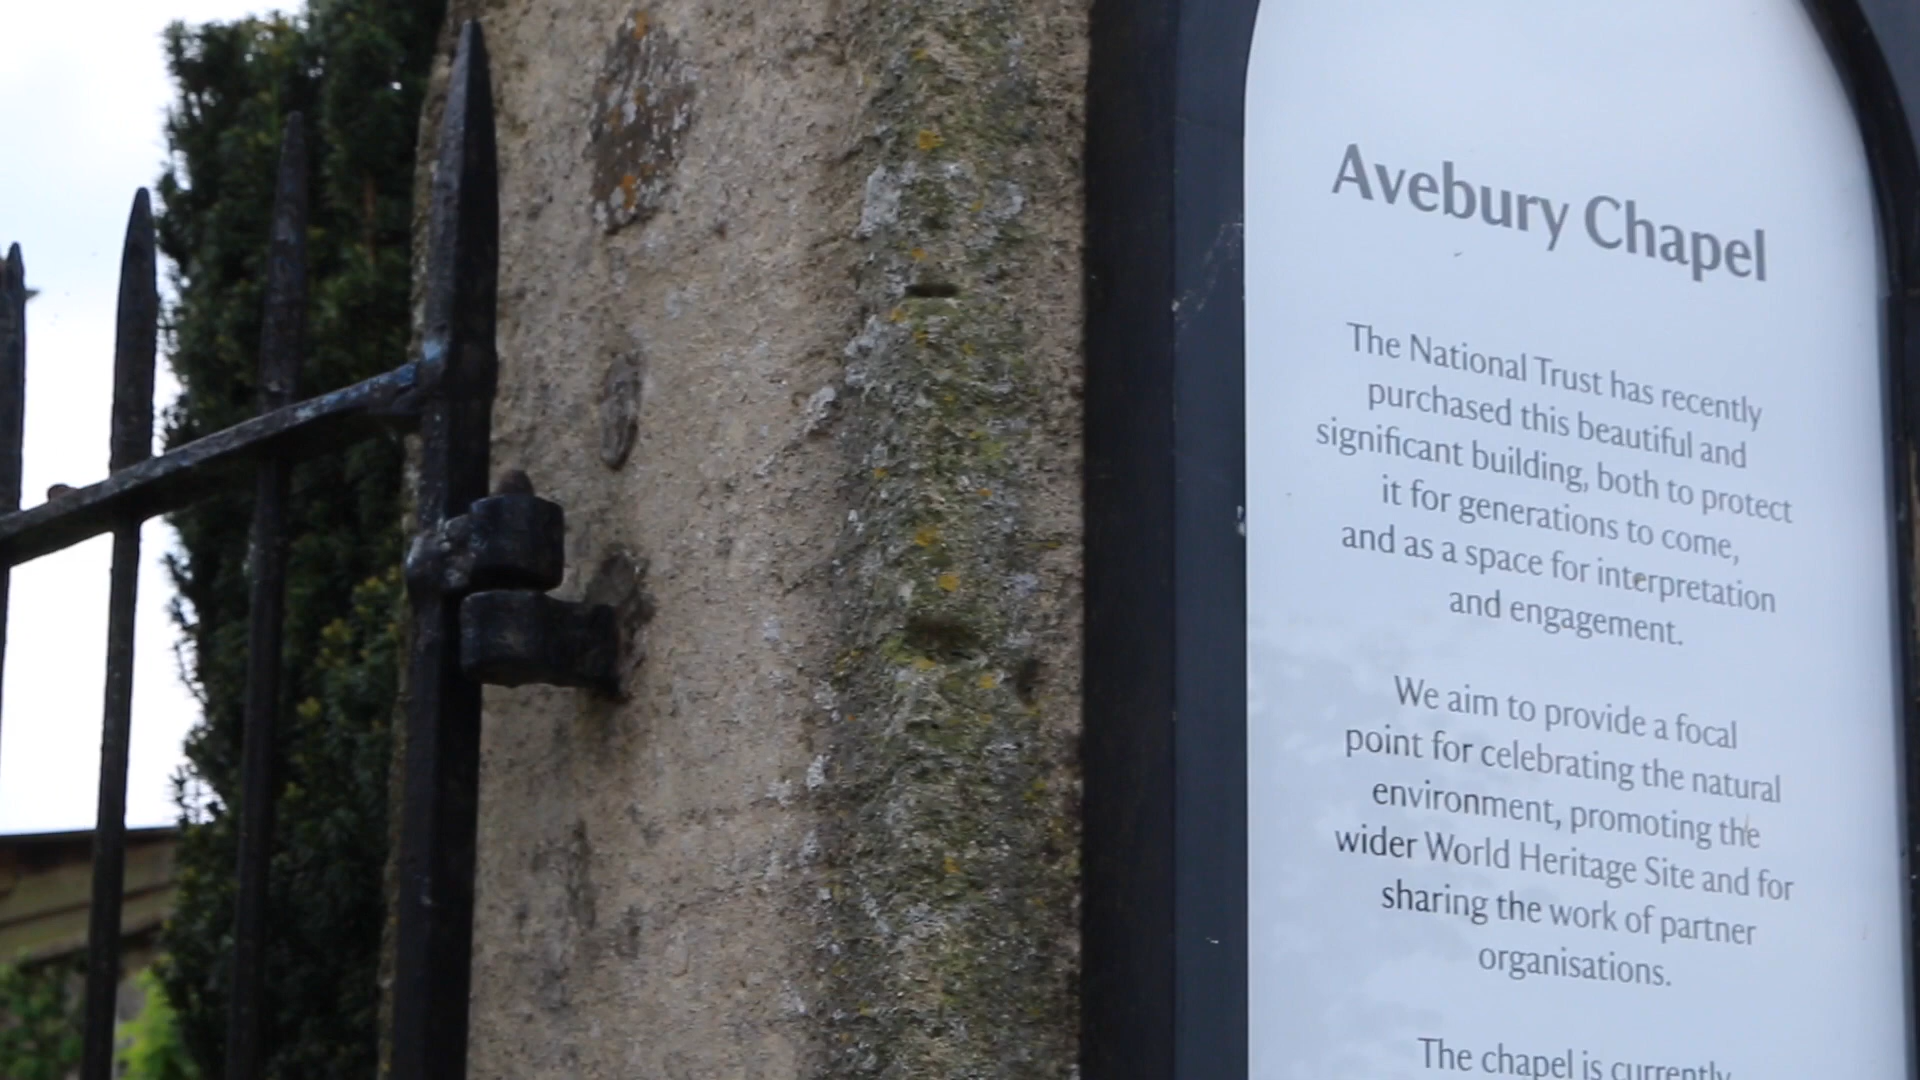 Avebury Chapel
The National Trust has recently
purchased this beautiful and
significant building, both to protect
it for generations to come,
and as a space for interpretation
and engagement.
We aim to provide a focal
point for celebrating the natural
environment, promoting the
wider World Heritage Site and for
sharing the work of partner
organisations.
The chapel is currently